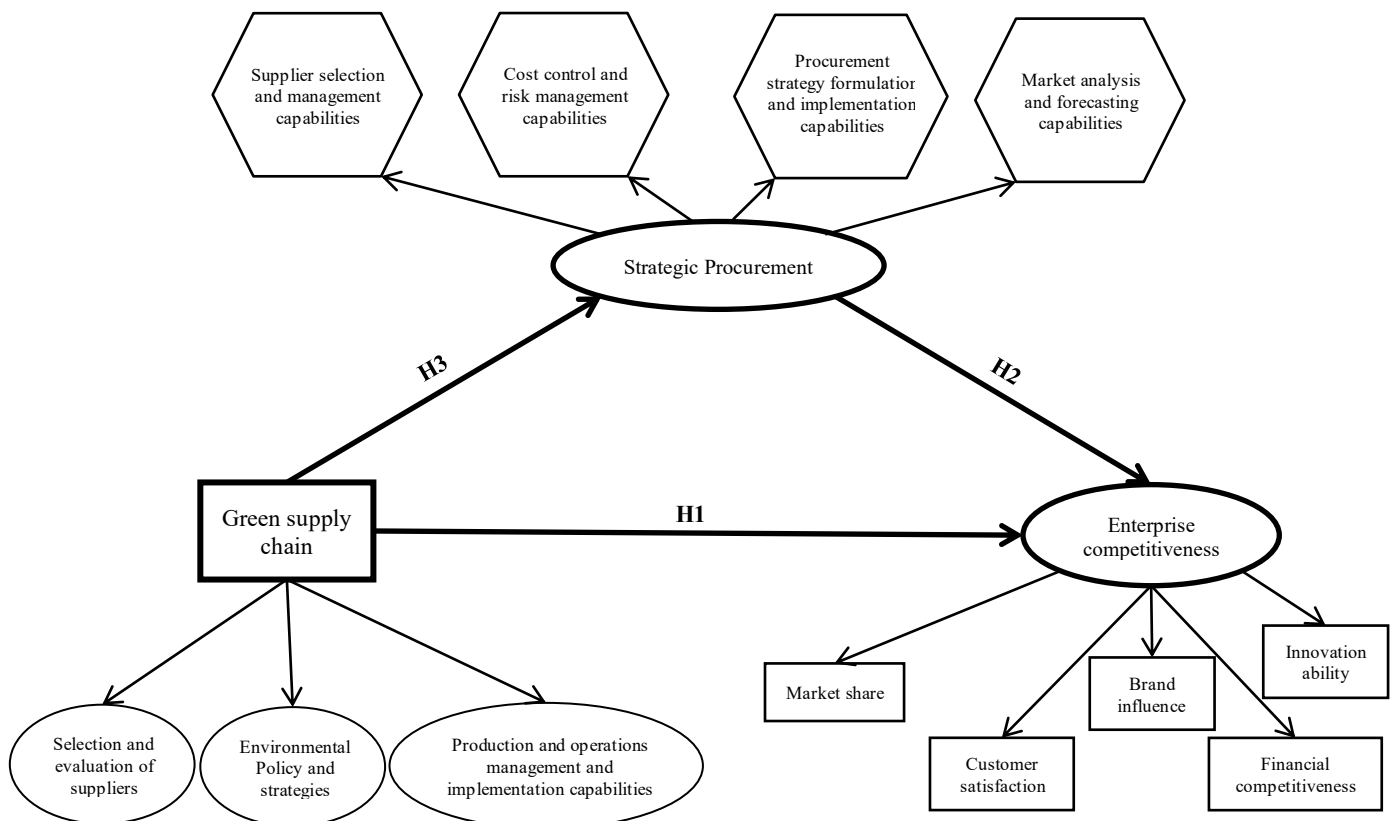 Supplier selection
and management
capabilities
Cost control and
risk management
capabilities
Procurement
strategy formulation
and implementation
capabilities
Market analysis
and forecasting
capabilities
Strategic Procurement
H3
H2
Green supply
chain
H1
Enterprise
competitiveness
Selection and
evaluation of
suppliers
Environmental
Policy and
strategies
Production and operations
management and
implementation capabilities
Market share
Customer
satisfaction
Brand
influence
Financial
competitiveness
Innovation
ability